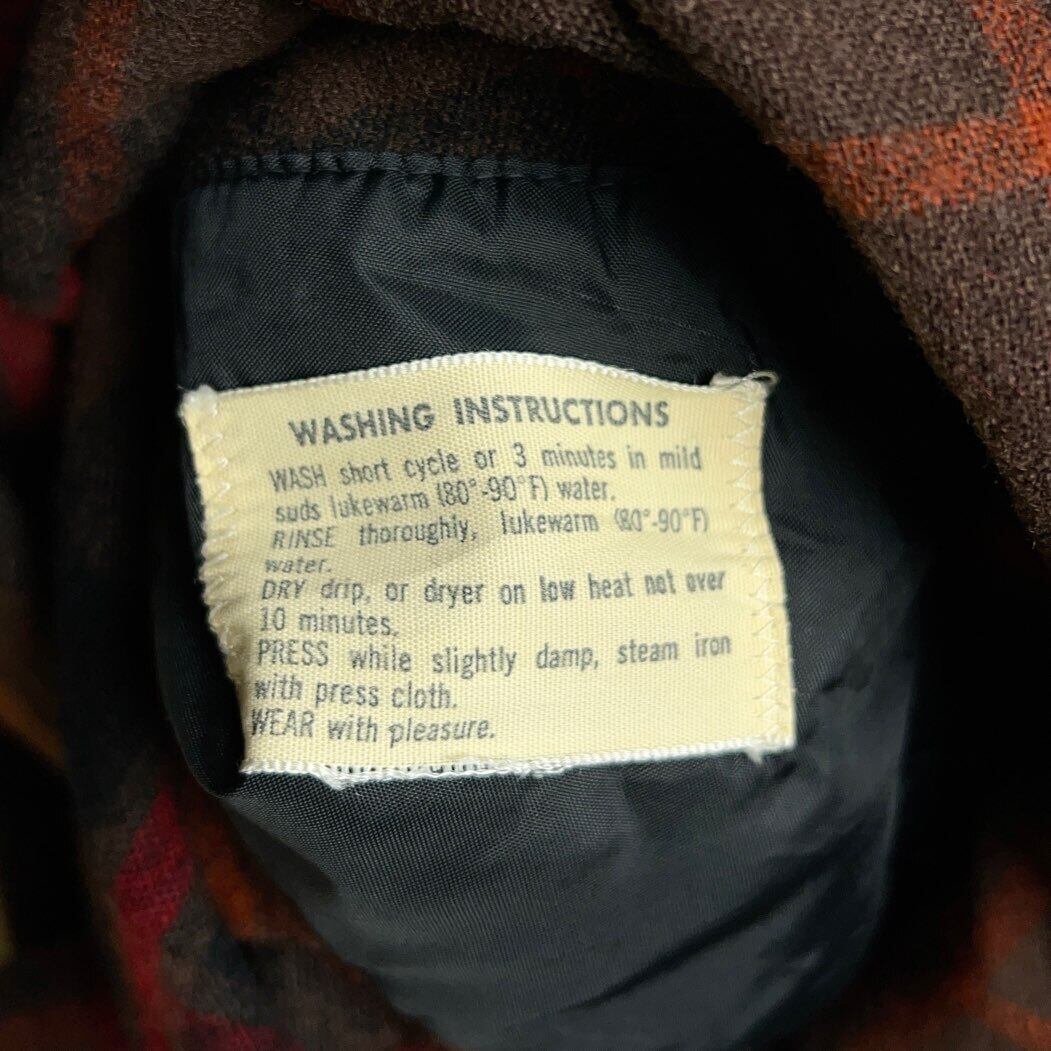 WASHING INSTRUCTIONS
WASH short cycle or 3 minutes in mild
suds lukewarm (80°-90°F) water.
RINSE thoroughly, lukewarm (80°-90°F)
water.
DRY drip, or dryer on low heat not over
10 minutes.
PRESS while slightly damp, steam iron
with press cloth.
WEAR with pleasure.